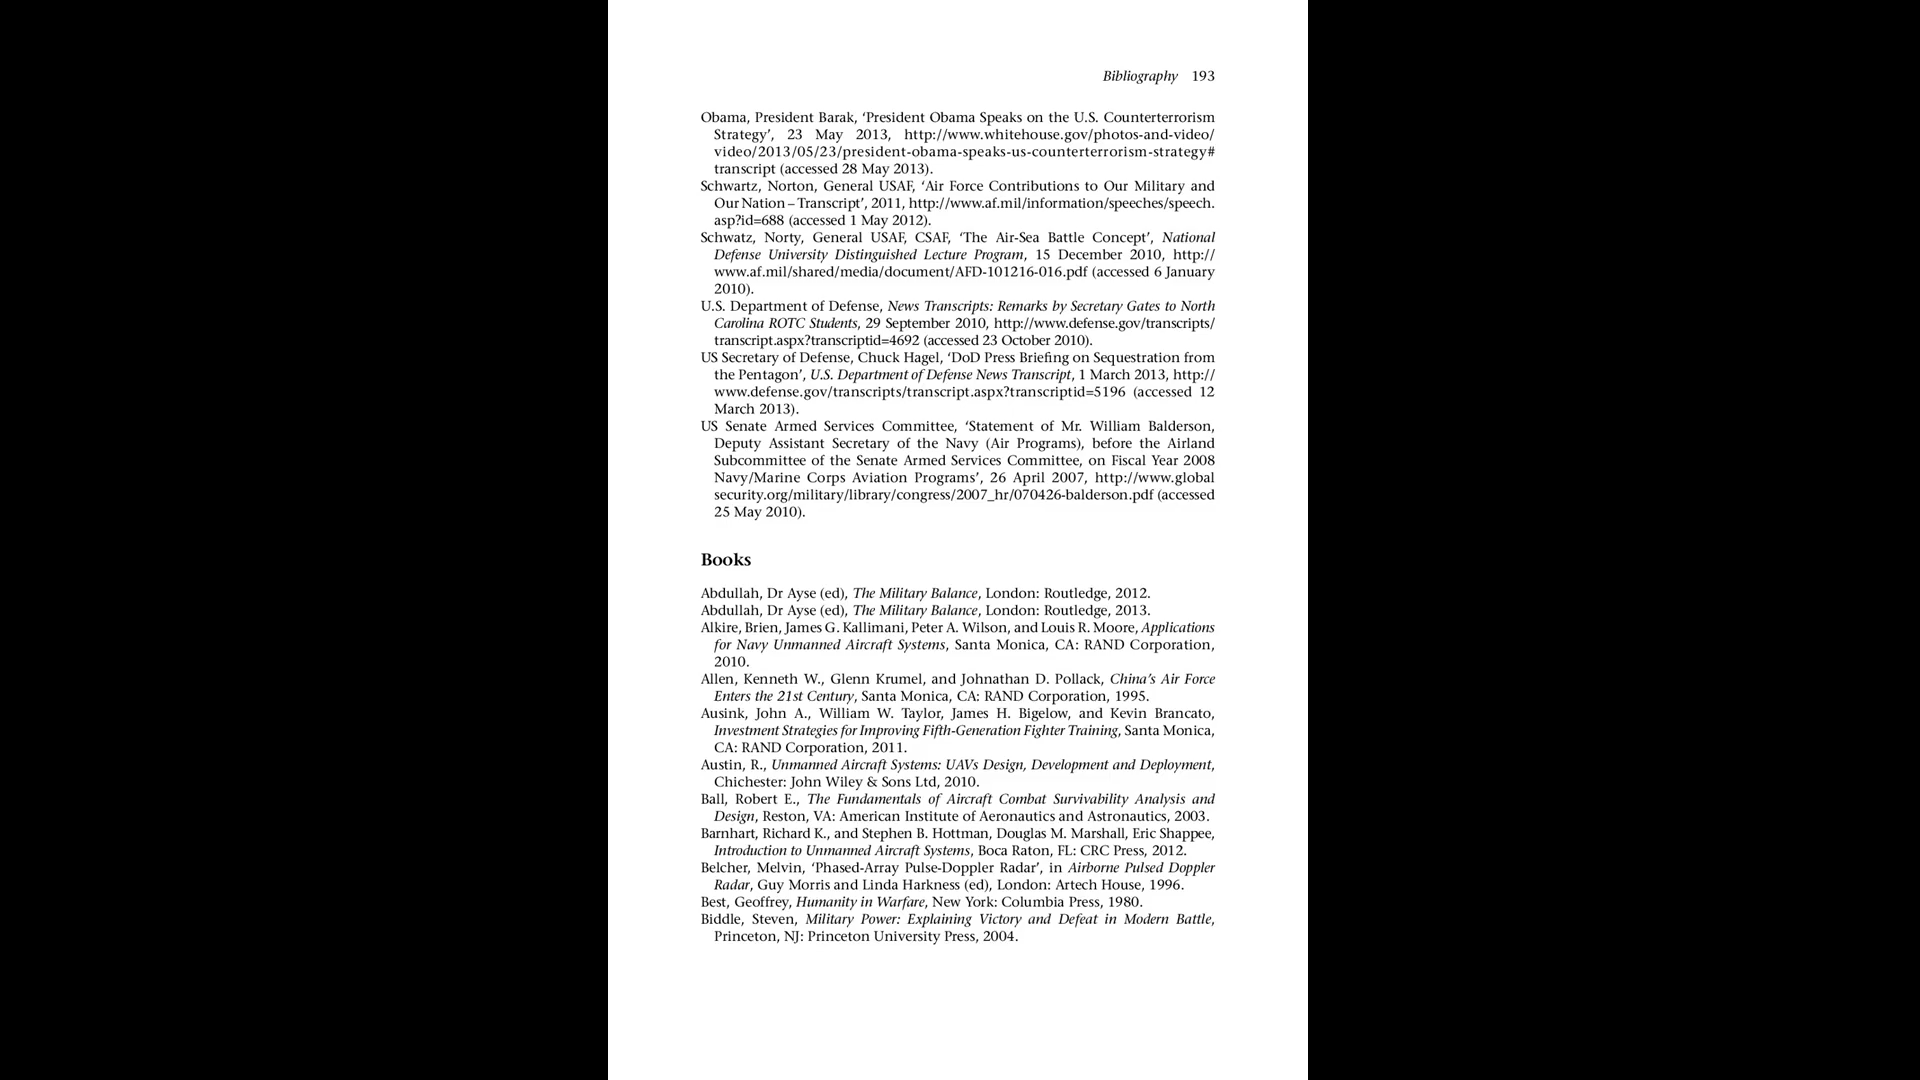 Bibliography 193
Obama, President Barak, ‘President Obama Speaks on the U.S. Counterterrorism
Strategy’, 23 May 2013, http://www.whitehouse.gov/photos-and-video/
video/2013/05/23/president-obama-speaks-us-counterterrorism-strategy#
transcript (accessed 28 May 2013).
Schwartz, Norton, General USAF, ‘Air Force Contributions to Our Military and
Our Nation – Transcript’, 2011, http://www.af.mil/information/speeches/speech.
asp?id=688 (accessed 1 May 2012).
Schwatz, Norty, General USAF, CSAF, ‘The Air-Sea Battle Concept’, National
Defense University Distinguished Lecture Program, 15 December 2010, http://
www.af.mil/shared/media/document/AFD-101216-016.pdf (accessed 6 January
2010).
U.S. Department of Defense, News Transcripts: Remarks by Secretary Gates to North
Carolina ROTC Students, 29 September 2010, http://www.defense.gov/transcripts/
transcript.aspx?transcriptid=4692 (accessed 23 October 2010).
US Secretary of Defense, Chuck Hagel, ‘DoD Press Briefing on Sequestration from
the Pentagon’, U.S. Department of Defense News Transcript, 1 March 2013, http://
www.defense.gov/transcripts/transcript.aspx?transcriptid=5196 (accessed 12
March 2013).
US Senate Armed Services Committee, ‘Statement of Mr. William Balderson,
Deputy Assistant Secretary of the Navy (Air Programs), before the Airland
Subcommittee of the Senate Armed Services Committee, on Fiscal Year 2008
Navy/Marine Corps Aviation Programs’, 26 April 2007, http://www.global
security.org/military/library/congress/2007_hr/070426-balderson.pdf (accessed
25 May 2010).
Books
Abdullah, Dr Ayse (ed), The Military Balance, London: Routledge, 2012.
Abdullah, Dr Ayse (ed), The Military Balance, London: Routledge, 2013.
Alkire, Brien, James G. Kallimani, Peter A. Wilson, and Louis R. Moore, Applications
for Navy Unmanned Aircraft Systems, Santa Monica, CA: RAND Corporation,
2010.
Allen, Kenneth W., Glenn Krumel, and Johnathan D. Pollack, China’s Air Force
Enters the 21st Century, Santa Monica, CA: RAND Corporation, 1995.
Ausink, John A., William W. Taylor, James H. Bigelow, and Kevin Brancato,
Investment Strategies for Improving Fifth-Generation Fighter Training, Santa Monica,
CA: RAND Corporation, 2011.
Austin, R., Unmanned Aircraft Systems: UAVs Design, Development and Deployment,
Chichester: John Wiley & Sons Ltd, 2010.
Ball, Robert E., The Fundamentals of Aircraft Combat Survivability Analysis and
Design, Reston, VA: American Institute of Aeronautics and Astronautics, 2003.
Barnhart, Richard K., and Stephen B. Hottman, Douglas M. Marshall, Eric Shappee,
Introduction to Unmanned Aircraft Systems, Boca Raton, FL: CRC Press, 2012.
Belcher, Melvin, ‘Phased-Array Pulse-Doppler Radar’, in Airborne Pulsed Doppler
Radar, Guy Morris and Linda Harkness (ed), London: Artech House, 1996.
Best, Geoffrey, Humanity in Warfare, New York: Columbia Press, 1980.
Biddle, Steven, Military Power: Explaining Victory and Defeat in Modern Battle,
Princeton, NJ: Princeton University Press, 2004.